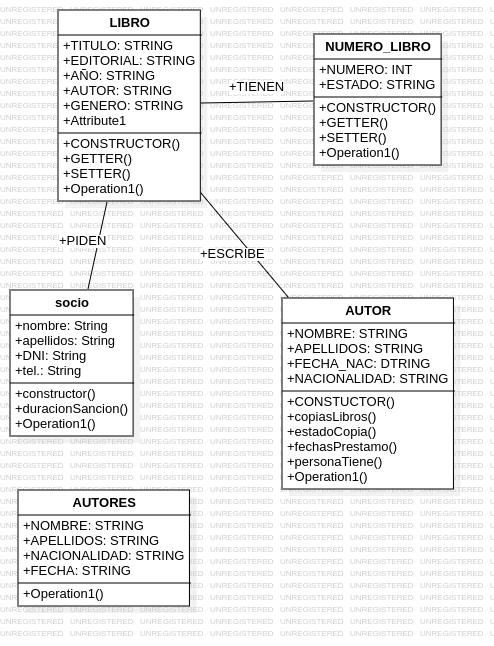 LIBRO
+TITULO: STRING
+EDITORIAL: STRING
+AÑO: STRING
+AUTOR: STRING
+GENERO: STRING
+Attribute1
+CONSTRUCTOR()
+GETTER()
+SETTER()
+Operation1()
+TIENEN
NUMERO_LIBRO
+NUMERO: INT
+ESTADO: STRING
+CONSTRUCTOR()
+GETTER()
+SETTER()
+Operation1()
+PIDEN
+ESCRIBE
socio
+nombre: String
+apellidos: String
+DNI: String
+tel.: String
+constructor()
+duracionSancion()
+Operation1()
AUTOR
+NOMBRE: STRING
+APELLIDOS: STRING
+FECHA_NAC: DTRING
+NACIONALIDAD: STRING
+CONSTUCTOR()
+copiasLibros()
+estadoCopia()
+fechasPrestamo()
+personaTiene()
+Operation1()
AUTORES
+NOMBRE: STRING
+APELLIDOS: STRING
+NACIONALIDAD: STRING
+FECHA: STRING
+Operation1()
UNREGISTERED